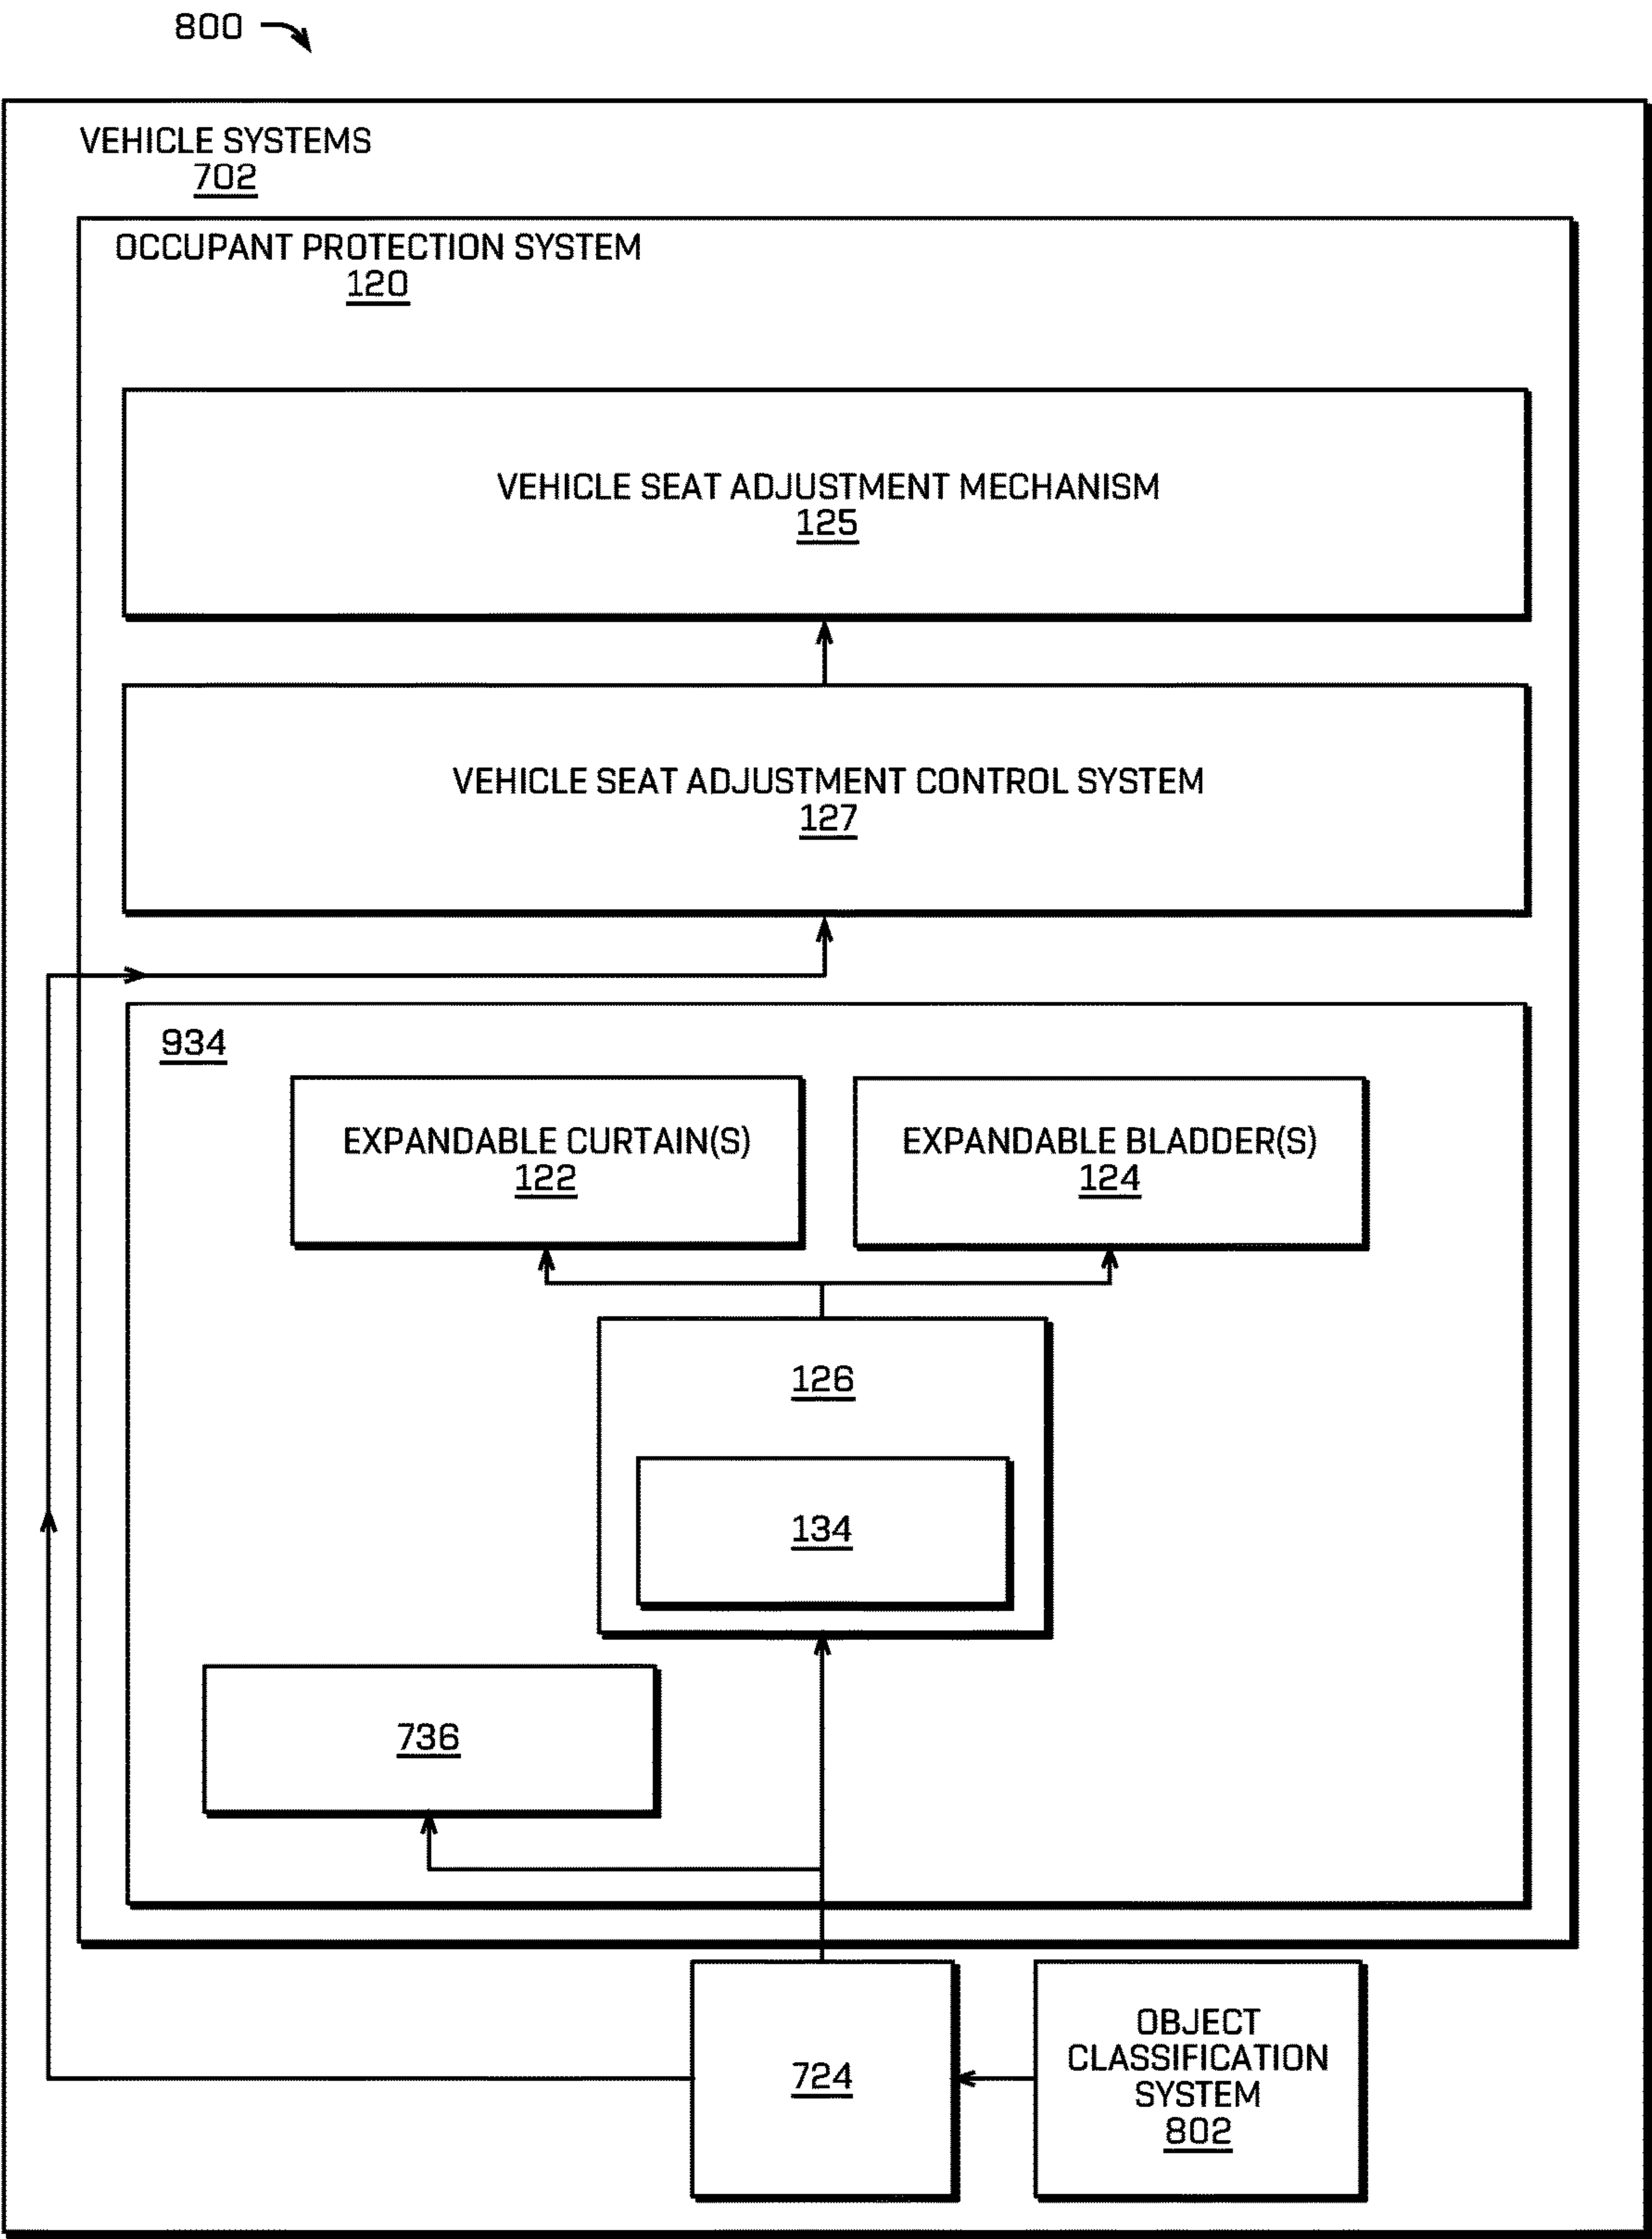 800
VEHICLE SYSTEMS
702
OCCUPANT PROTECTION SYSTEM
120
VEHICLE SEAT ADJUSTMENT MECHANISM
125
VEHICLE SEAT ADJUSTMENT CONTROL SYSTEM
127
934
EXPANDABLE CURTAIN(S)
122
EXPANDABLE BLADDER(S)
124
126
134
736
724
OBJECT
CLASSIFICATION
SYSTEM
802